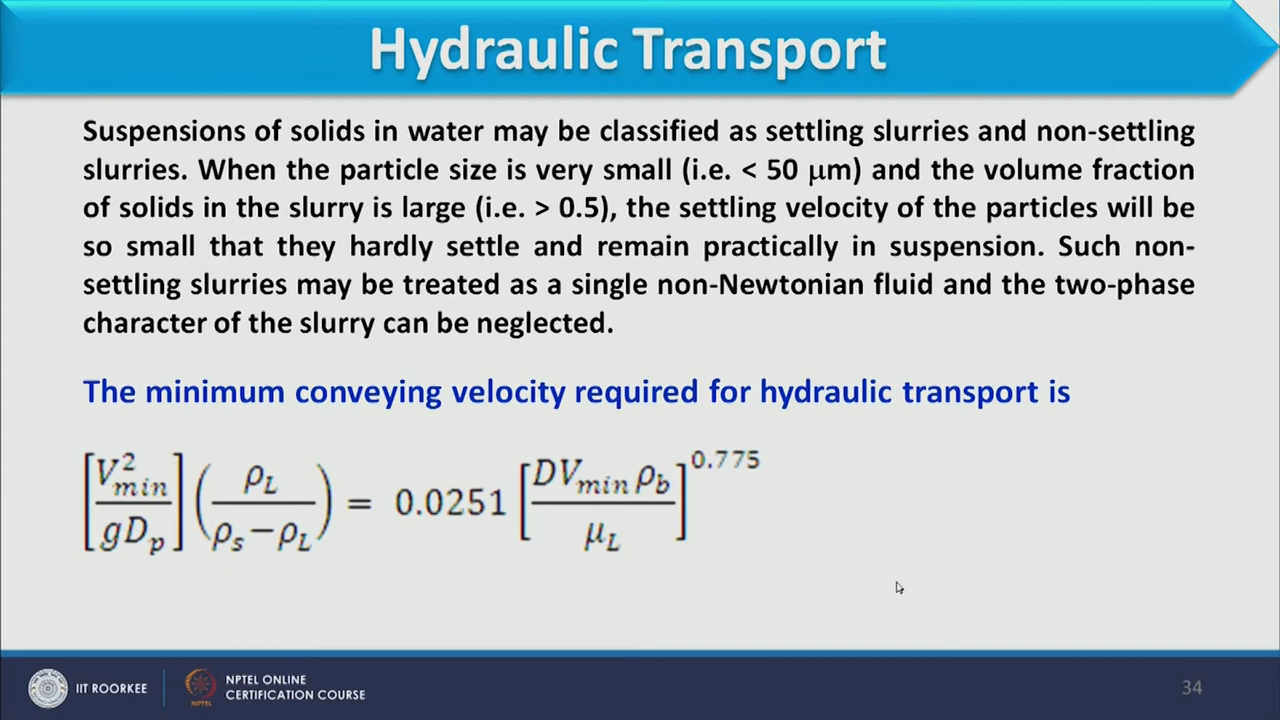 Hydraulic Transport
Suspensions of solids in water may be classified as settling slurries and non-settling
slurries. When the particle size is very small (i.e. < 50 μm) and the volume fraction
of solids in the slurry is large (i.e. > 0.5), the settling velocity of the particles will be
so small that they hardly settle and remain practically in suspension. Such non-
settling slurries may be treated as a single non-Newtonian fluid and the two-phase
character of the slurry can be neglected.
The minimum conveying velocity required for hydraulic transport is
[V²min / gDp] (ρL / ρs−ρL) = 0.0251 [DVmin ρb / μL]^0.775
IIT ROORKEE
NPTEL ONLINE
CERTIFICATION COURSE
NPTEL
34